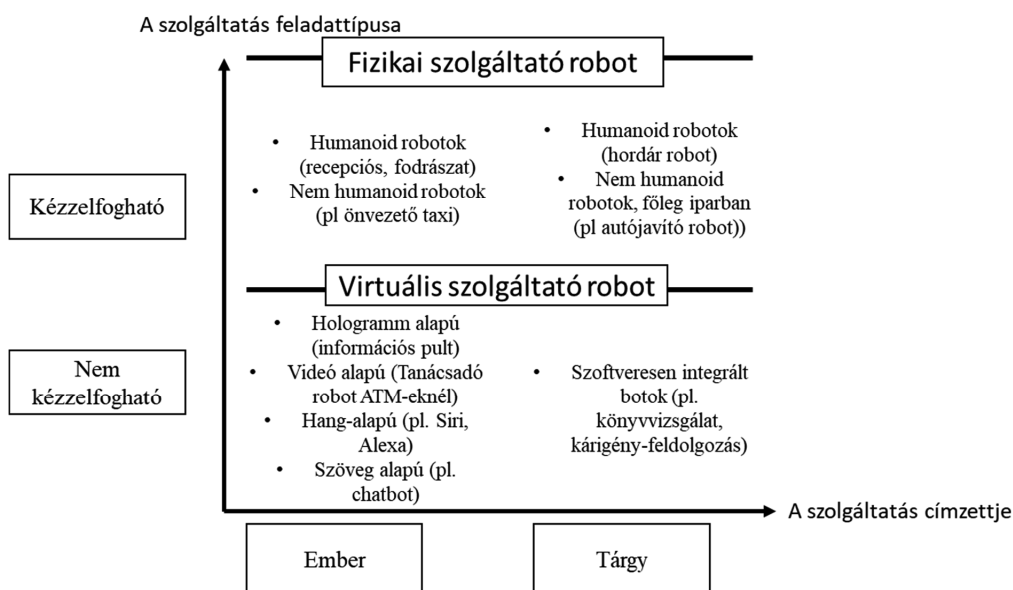 A szolgáltatás feladattípusa
Fizikai szolgáltató robot
Kézzelfogható
• Humanoid robotok
(recepciós, fodrászat)
• Nem humanoid robotok
(pl önvezető taxi)
• Humanoid robotok
(hordár robot)
• Nem humanoid
robotok, főleg iparban
(pl autójavító robot))
Virtuális szolgáltató robot
Nem
kézzelfogható
• Hologramm alapú
(információs pult)
• Videó alapú (Tanácsadó
robot ATM-eknél)
• Hang-alapú (pl. Siri,
Alexa)
• Szöveg alapú (pl.
chatbot)
• Szoftveresen integrált
botok (pl.
könyvvizsgálat,
kárigény-feldolgozás)
A szolgáltatás címzettje
Ember
Tárgy